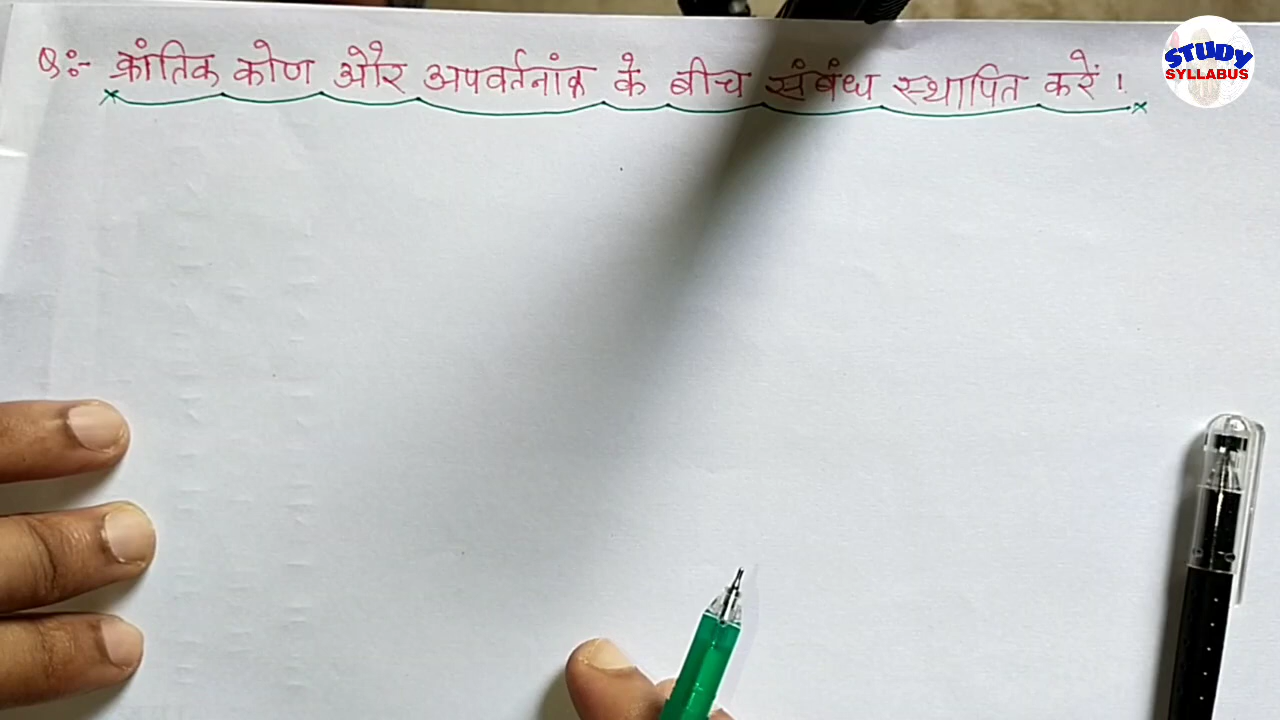 Q:- क्रांतिक कोण और अपवर्तनांक के बीच संबंध स्थापित करें ।
STUDY
SYLLABUS